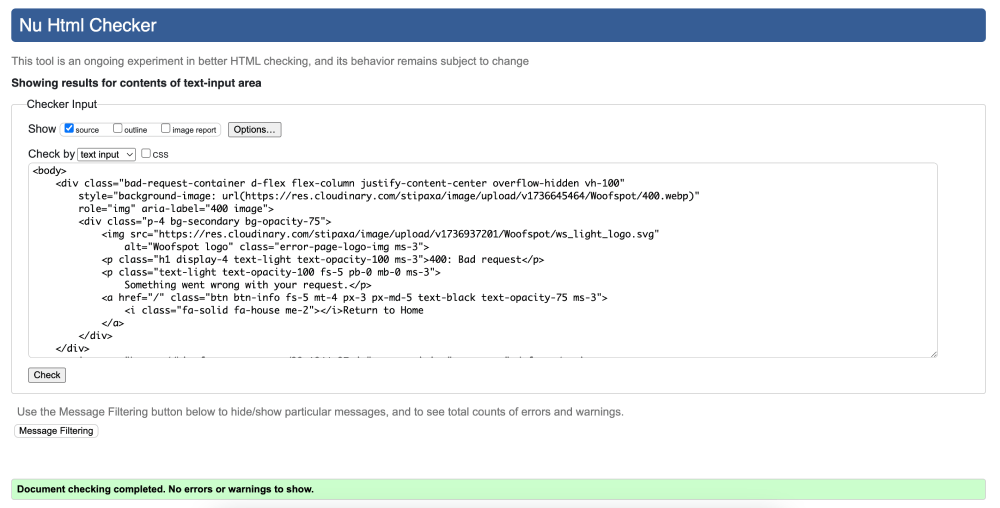 Nu Html Checker
This tool is an ongoing experiment in better HTML checking, and its behavior remains subject to change
Showing results for contents of text-input area
Checker Input
Show source outline image report Options...
Check by text input css
<body>
    <div class="bad-request-container d-flex flex-column justify-content-center overflow-hidden vh-100"
        style="background-image: url(https://res.cloudinary.com/stipaxa/image/upload/v1736645464/Woofspot/400.webp)"
        role="img" aria-label="400 image">
        <div class="p-4 bg-secondary bg-opacity-75">
            <img src="https://res.cloudinary.com/stipaxa/image/upload/v1736937201/Woofspot/ws_light_logo.svg"
                alt="Woofspot logo" class="error-page-logo-img ms-3">
            <p class="h1 display-4 text-light text-opacity-100 ms-3">400: Bad request</p>
            <p class="text-light text-opacity-100 fs-5 pb-0 mb-0 ms-3">
                Something went wrong with your request.</p>
            <a href="/" class="btn btn-info fs-5 mt-4 px-3 px-md-5 text-black text-opacity-75 ms-3">
                <i class="fa-solid fa-house me-2"></i>Return to Home
            </a>
        </div>
    </div>
Check
Use the Message Filtering button below to hide/show particular messages, and to see total counts of errors and warnings.
Message Filtering
Document checking completed. No errors or warnings to show.